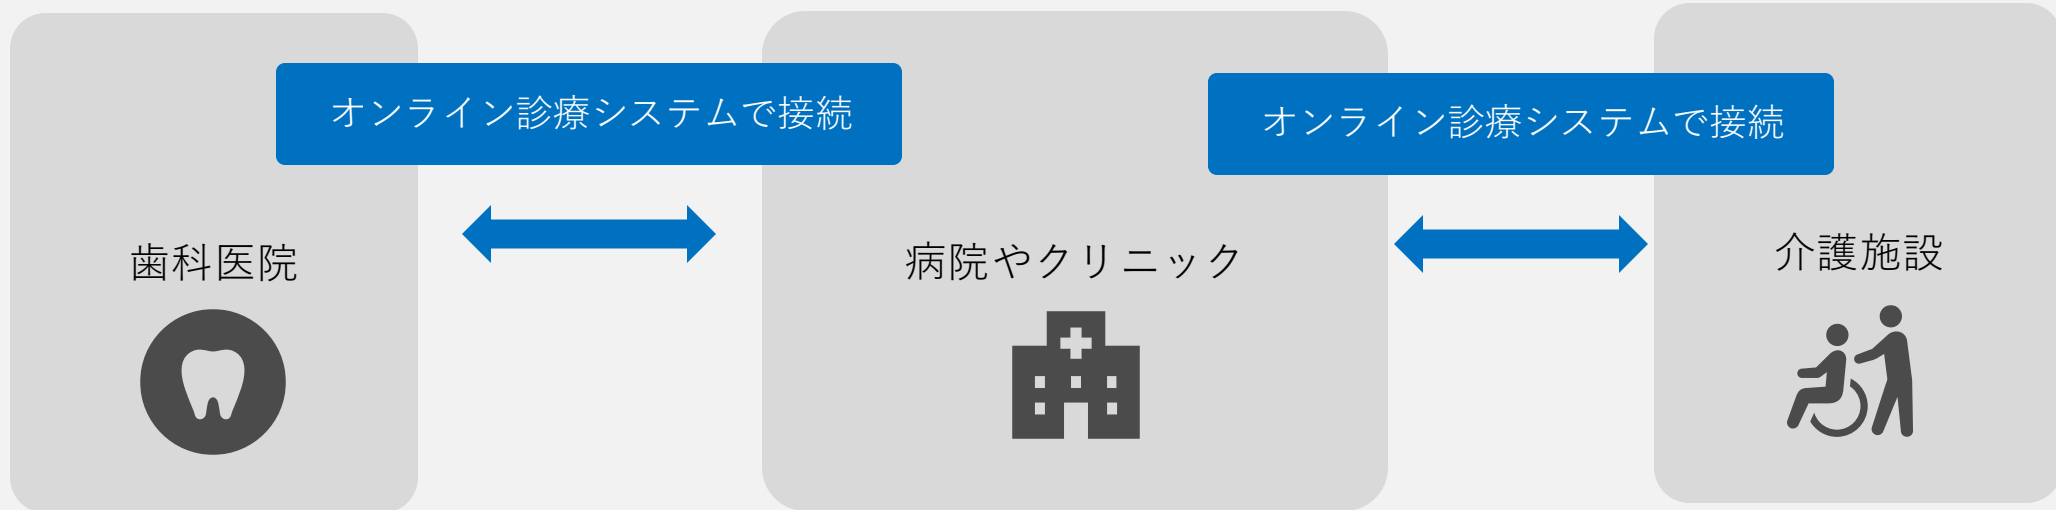 オンライン診療システムで接続
オンライン診療システムで接続
歯科医院
病院やクリニック
介護施設